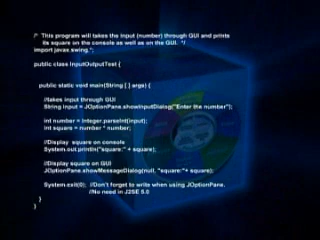 /* This program will takes the input (number) through GUI and prints
its square on the console as well as on the GUI. */
import javax.swing.*;
public class InputOutputTest {
public static void main(String [ ] args) {
//takes input through GUI
String input = JOptionPane.showInputDialog("Enter the number");
int number = Integer.parseInt(input);
int square = number * number;
//Display square on console
System.out.println("square:" + square);
//Display square on GUI
JOptionPane.showMessageDialog(null, "square:"+ square);
System.exit(0); //Don't forget to write when using JOptionPane.
//No need in J2SE 5.0
}
}